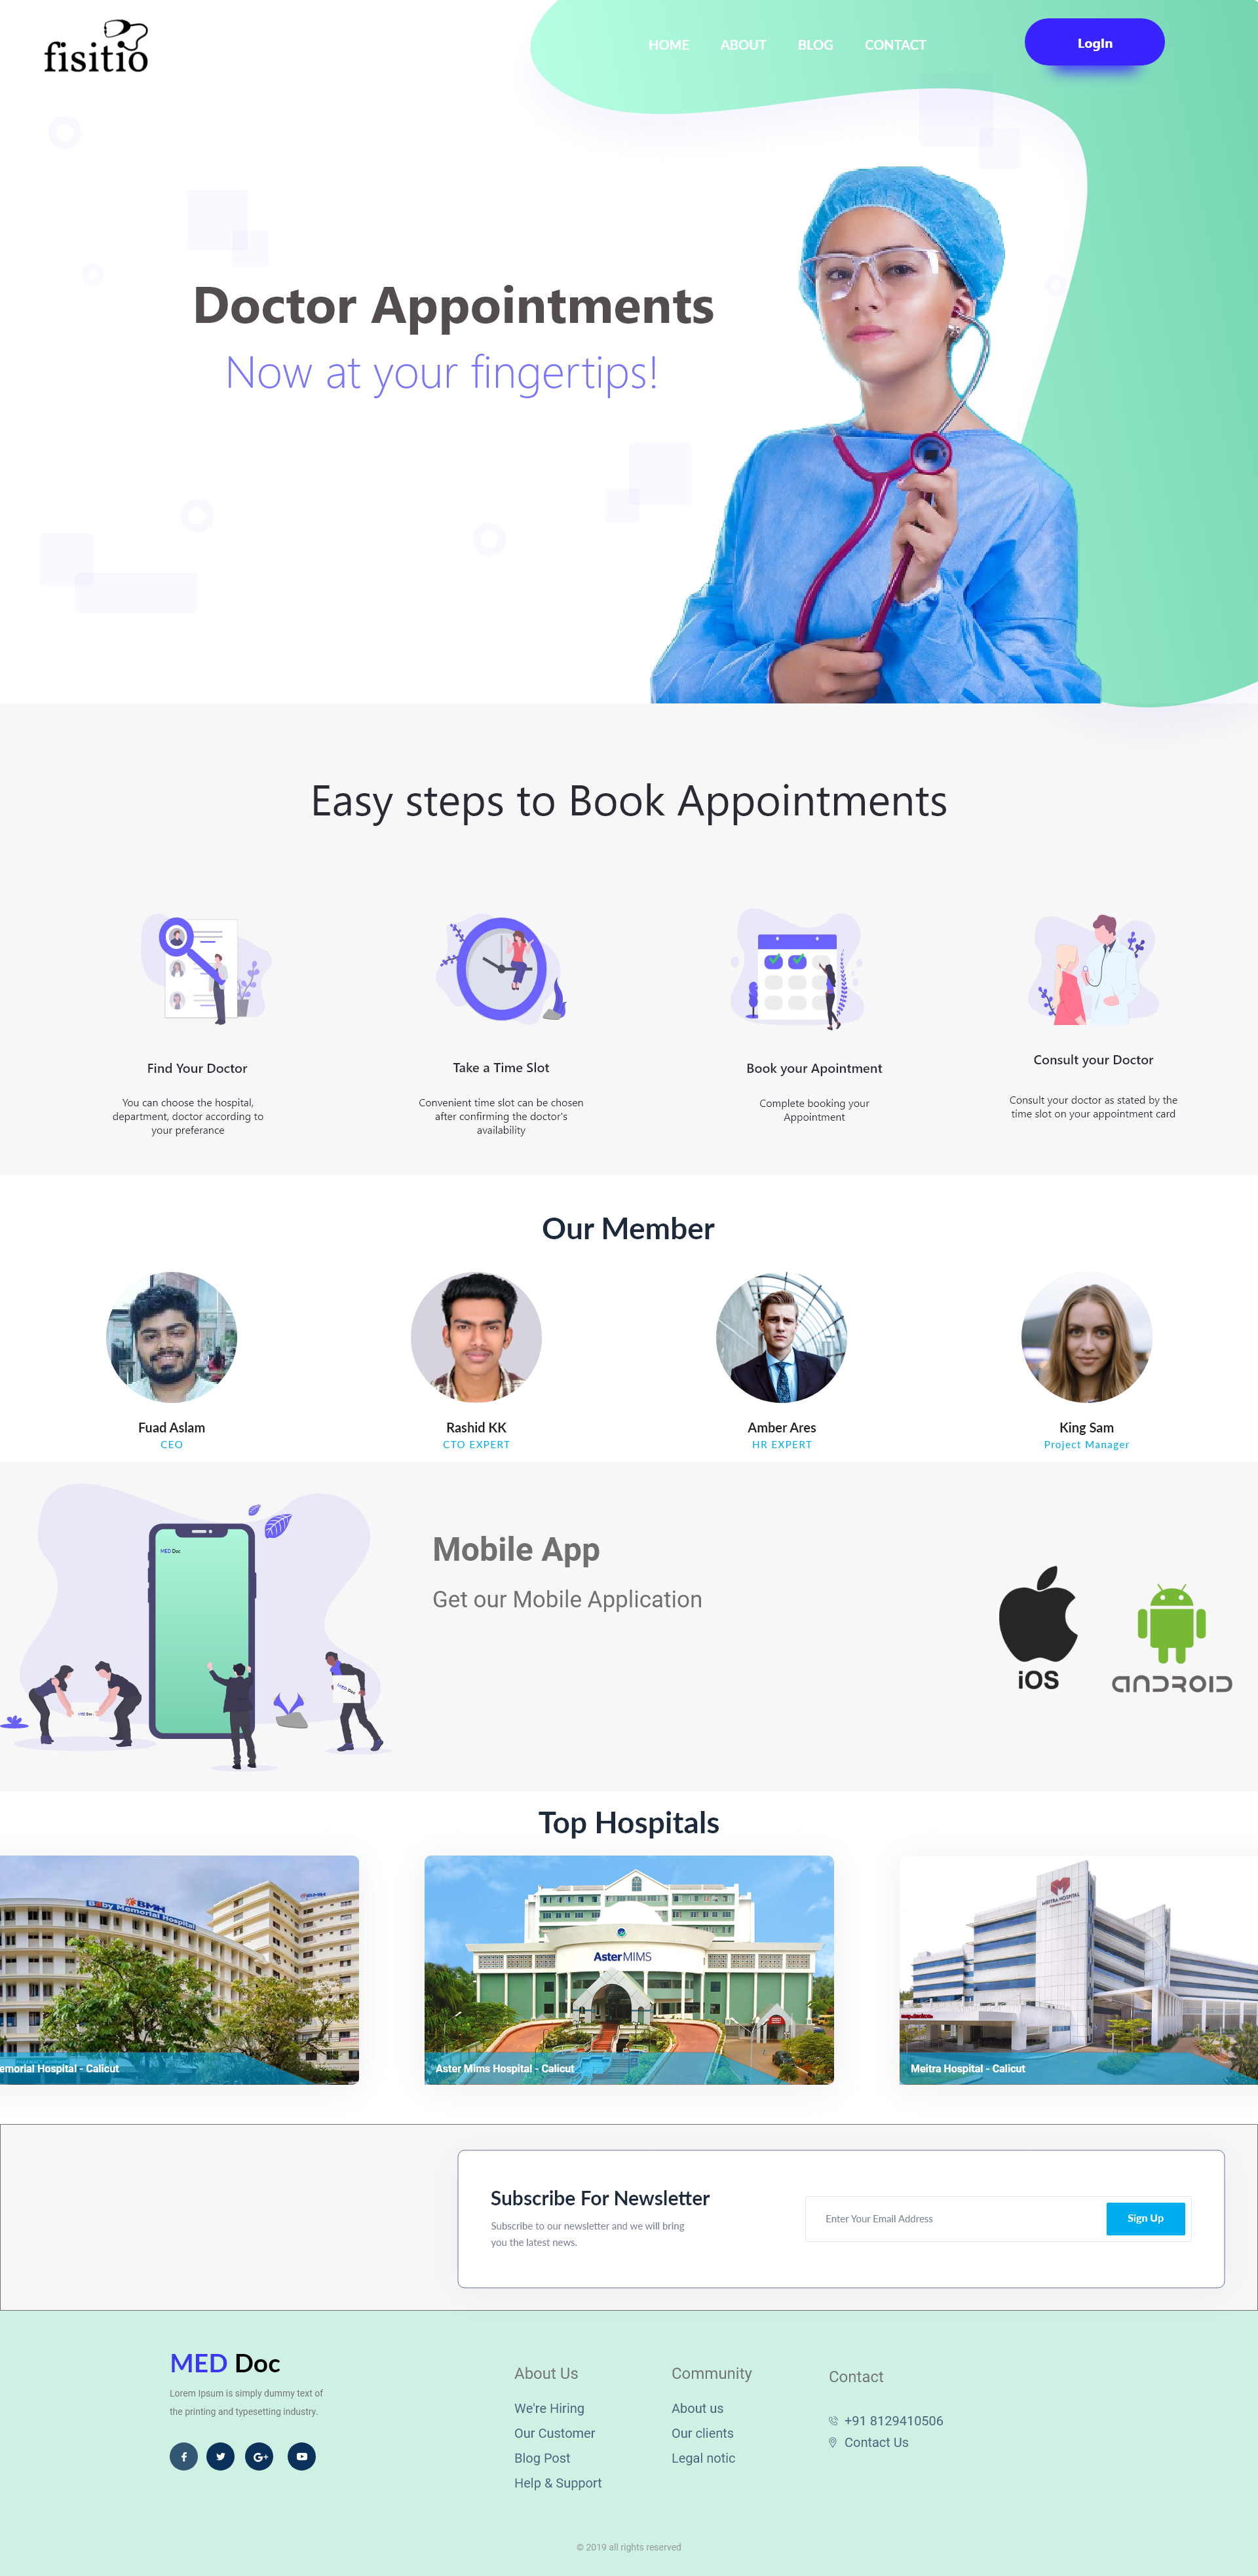 fisitio
HOME ABOUT BLOG CONTACT LogIn
Doctor Appointments
Now at your fingertips!
Easy steps to Book Appointments
Find Your Doctor
You can choose the hospital,
department, doctor according to
your preferance
Take a Time Slot
Convenient time slot can be chosen
after confirming the doctor's
availability
Book your Apointment
Complete booking your
Appointment
Consult your Doctor
Consult your doctor as stated by the
time slot on your appointment card
Our Member
Fuad Aslam
CEO
Rashid KK
CTO EXPERT
Amber Ares
HR EXPERT
King Sam
Project Manager
MED Doc
MED Doc
MED Doc
Mobile App
Get our Mobile Application
iOS
ANDROID
Top Hospitals
Baby Memorial Hospital
BMH
BMH
emorial Hospital - Calicut
Aster MIMS
Aster Mims Hospital - Calicut
MEITRA HOSPITAL
Meitra Hospital - Calicut
Subscribe For Newsletter
Subscribe to our newsletter and we will bring
you the latest news.
Enter Your Email Address
Sign Up
MED Doc
Lorem Ipsum is simply dummy text of
the printing and typesetting industry.
About Us
We're Hiring
Our Customer
Blog Post
Help & Support
Community
About us
Our clients
Legal notic
Contact
+91 8129410506
Contact Us
© 2019 all rights reserved